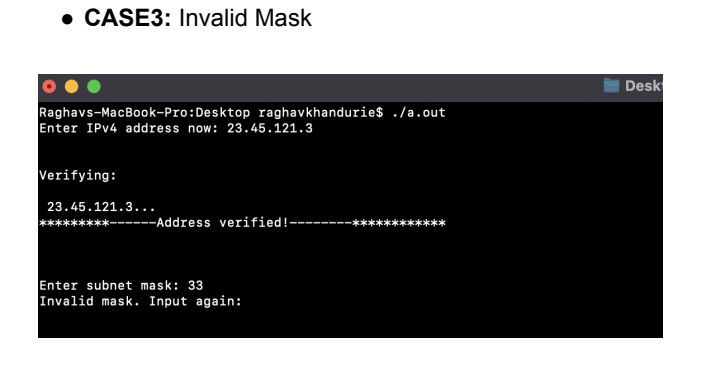 ● CASE3: Invalid Mask
Desk
Raghavs-MacBook-Pro:Desktop raghavkhandurie$ ./a.out
Enter IPv4 address now: 23.45.121.3
Verifying:
23.45.121.3...
*********------Address verified!--------************
Enter subnet mask: 33
Invalid mask. Input again: